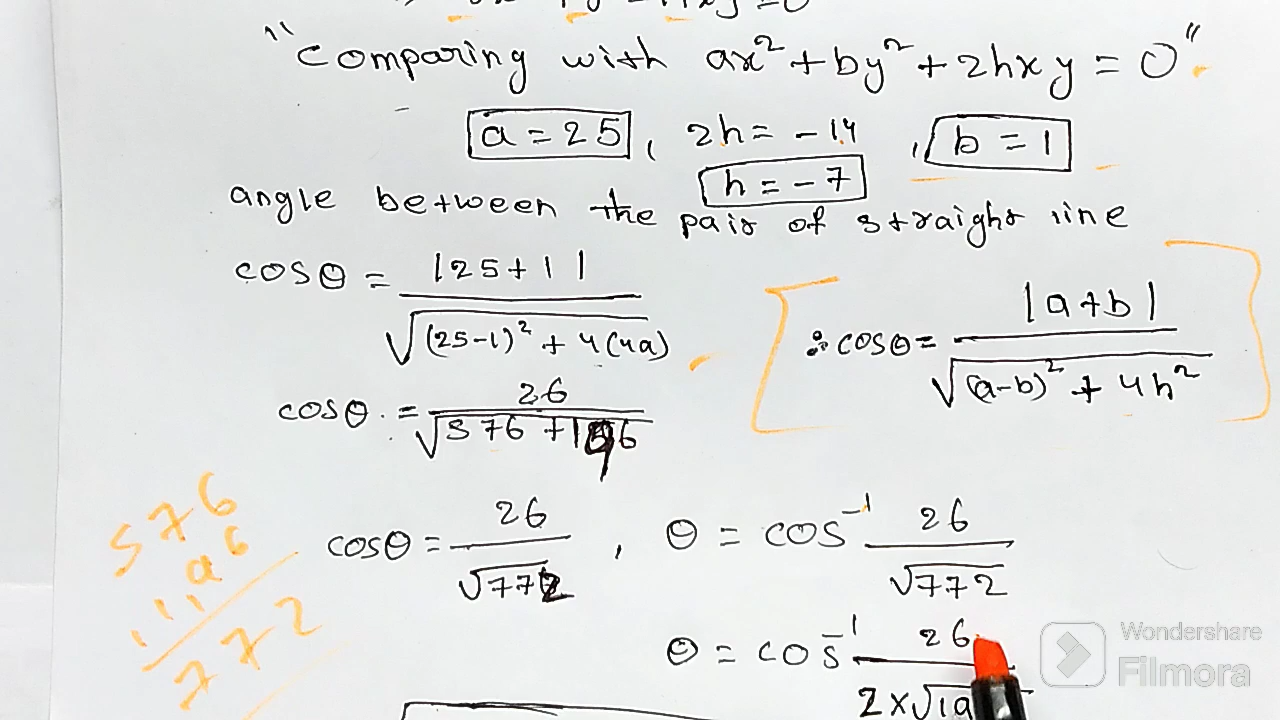 "Comparing with ax² + by² + 2hxy = 0"
a = 25, 2h = -14, b = 1
h = -7
angle between the pair of straight line
cosθ = |25+1| / √(25-1)² + 4(49)
∴ cosθ = |a+b| / √(a-b)² + 4h²
cosθ = 26 / √576 + 196
576
196
772
cosθ = 26 / √772 , θ = cos⁻¹ 26 / √772
θ = cos⁻¹ 26 / 2×√19
Wondershare
Filmora